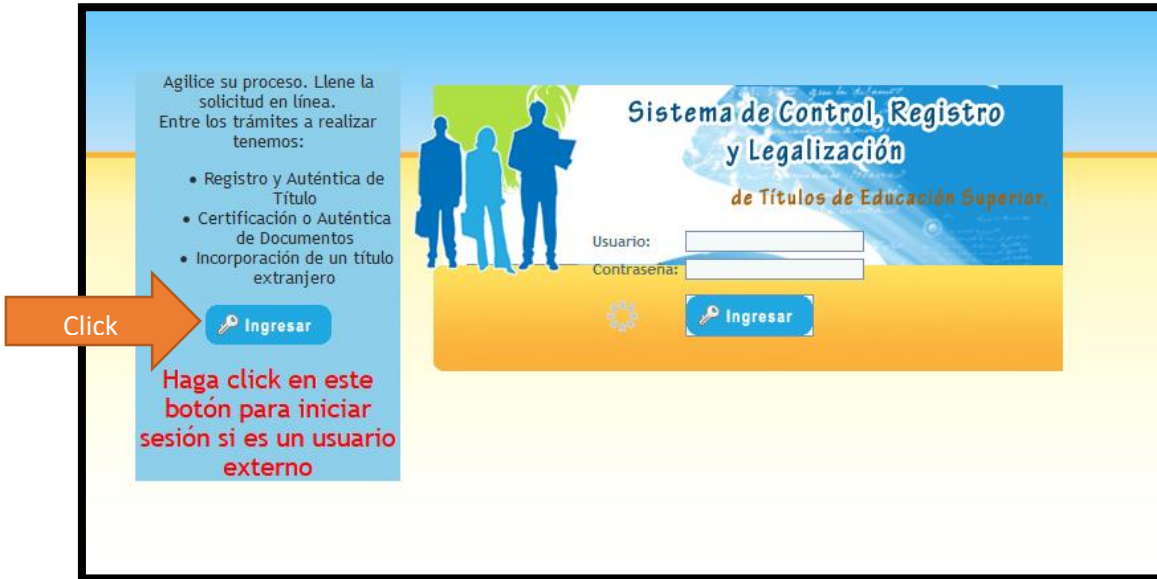 Agilice su proceso. Llene la
solicitud en línea.
Entre los trámites a realizar
tenemos:
• Registro y Auténtica de
Título
• Certificación o Auténtica
de Documentos
• Incorporación de un título
extranjero
Click
Ingresar
Haga click en este
botón para iniciar
sesión si es un usuario
externo
Sistema de Control, Registro
y Legalización
de Títulos de Educación Superior.
Usuario:
Contraseña:
Ingresar